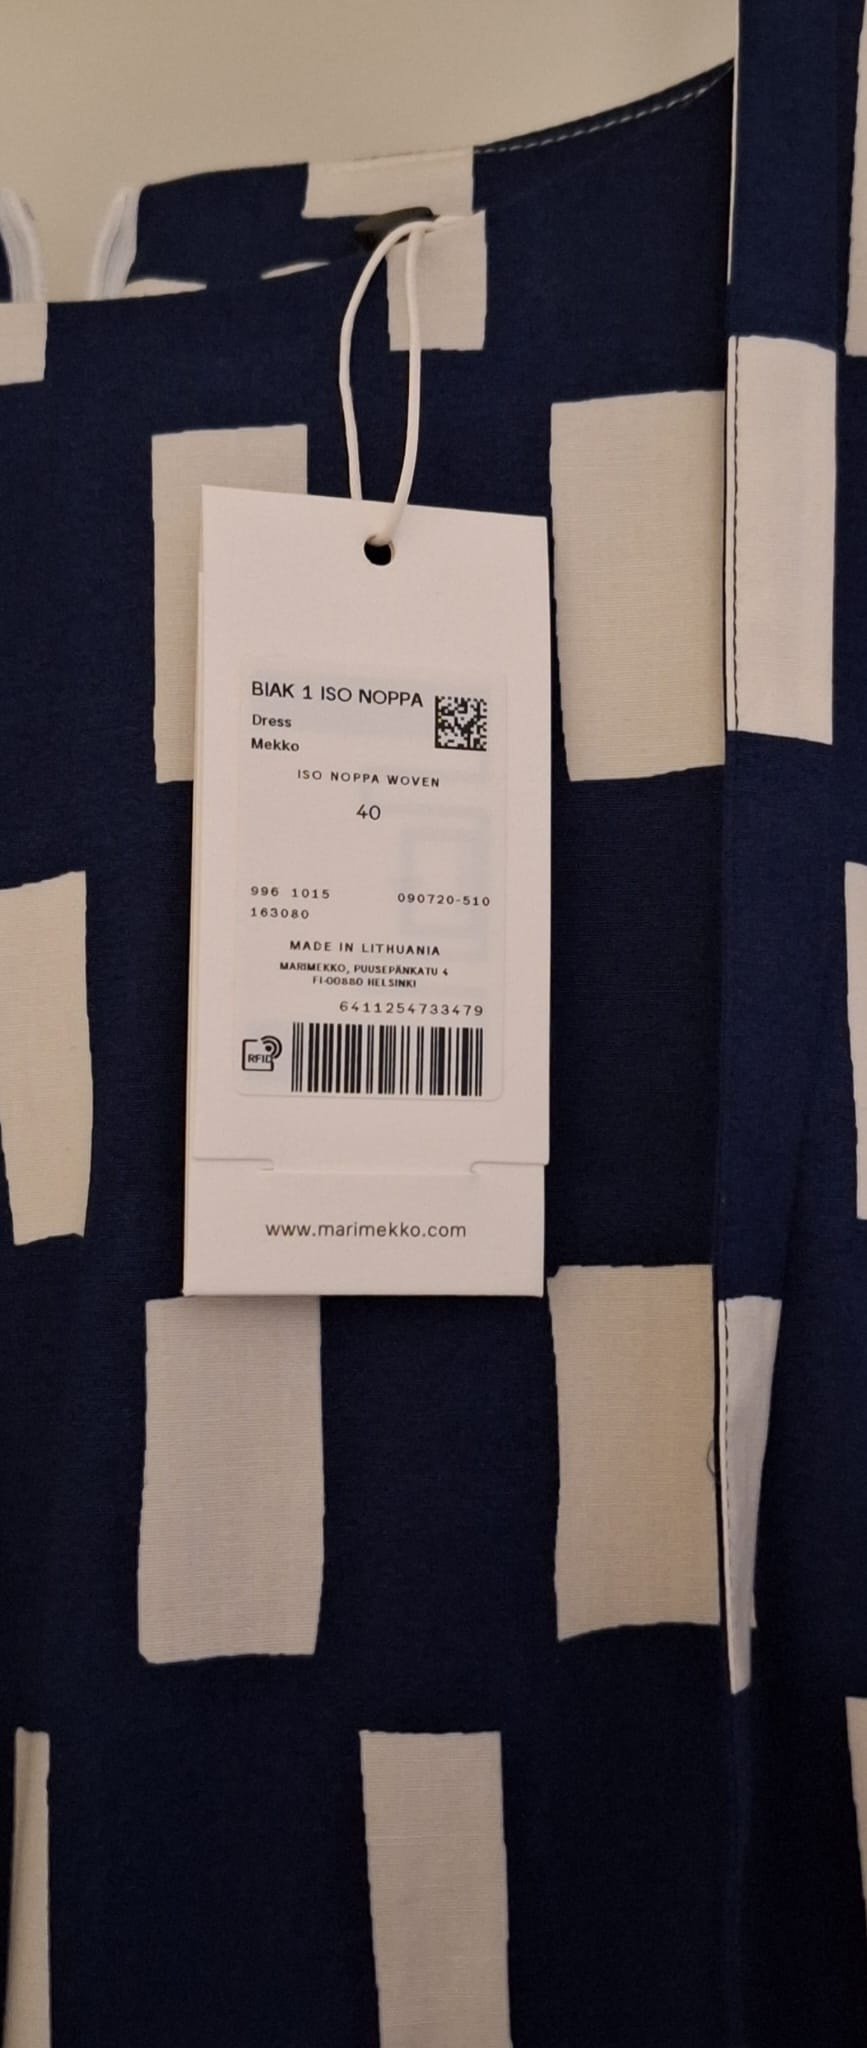 BIAK 1 ISO NOPPA
Dress
Mekko
ISO NOPPA WOVEN
40
996 1015 090720-510
163080
MADE IN LITHUANIA
MARIMEKKO, PUUSEPÄNKATU 4
FI-00880 HELSINKI
6411254733479
RFID
www.marimekko.com